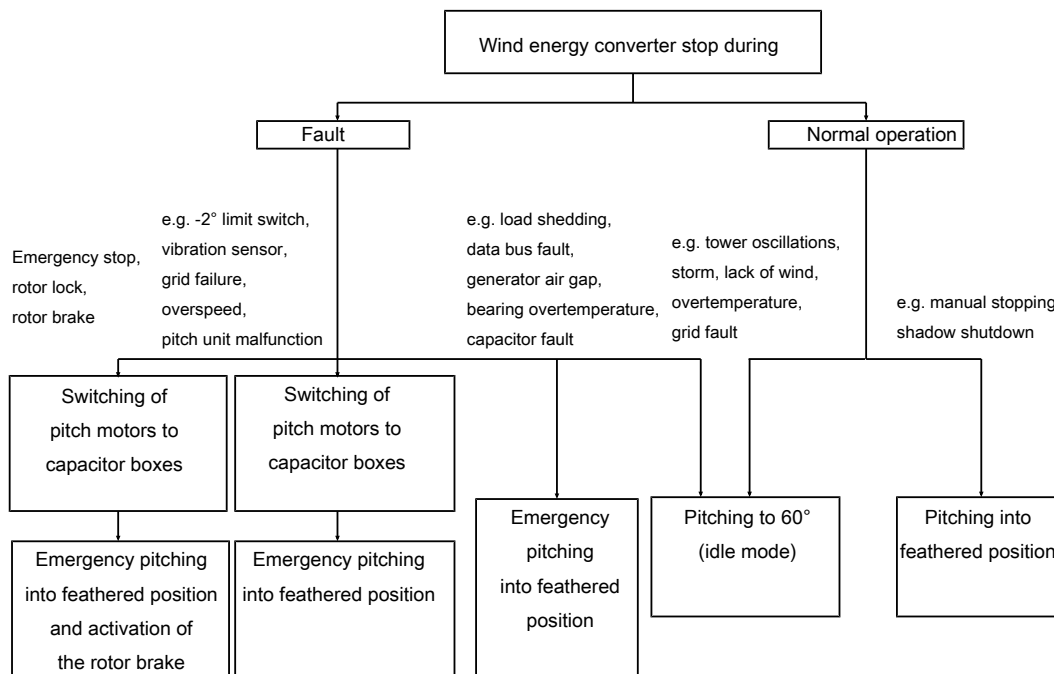 Wind energy converter stop during
Fault
Normal operation
Emergency stop,
rotor lock,
rotor brake
e.g. -2° limit switch,
vibration sensor,
grid failure,
overspeed,
pitch unit malfunction
e.g. load shedding,
data bus fault,
generator air gap,
bearing overtemperature,
capacitor fault
e.g. tower oscillations,
storm, lack of wind,
overtemperature,
grid fault
e.g. manual stopping
shadow shutdown
Switching of
pitch motors to
capacitor boxes
Switching of
pitch motors to
capacitor boxes
Emergency
pitching
into feathered
position
Pitching to 60°
(idle mode)
Pitching into
feathered position
Emergency pitching
into feathered position
and activation of
the rotor brake
Emergency pitching
into feathered position